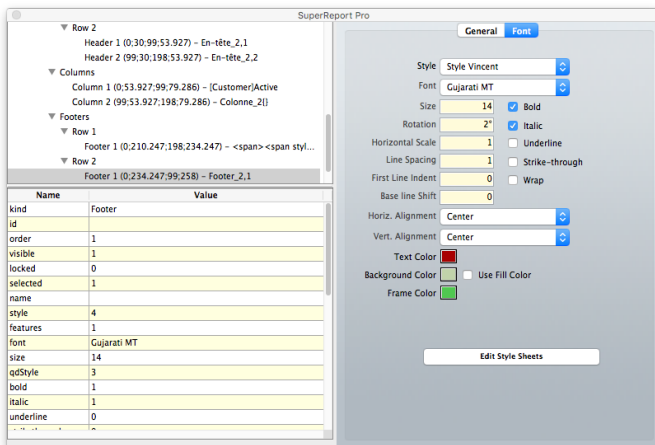 SuperReport Pro
Row 2
Header 1 (0;30;99;53.927) – En-tête_2,1
Header 2 (99;30;198;53.927) – En-tête_2,2
Columns
Column 1 (0;53.927;99;79.286) – [Customer]Active
Column 2 (99;53.927;198;79.286) – Colonne_2{}
Footers
Row 1
Footer 1 (0;210.247;198;234.247) – <span><span styl...
Row 2
Footer 1 (0;234.247;99;258) – Footer_2,1
Name Value
kind Footer
id
order 1
visible 1
locked 0
selected 1
name
style 4
features 1
font Gujarati MT
size 14
qdStyle 3
bold 1
italic 1
underline 0
General Font
Style Style Vincent
Font Gujarati MT
Size 14 Bold
Rotation 2° Italic
Horizontal Scale 1 Underline
Line Spacing 1 Strike-through
First Line Indent 0 Wrap
Base line Shift 0
Horiz. Alignment Center
Vert. Alignment Center
Text Color
Background Color Use Fill Color
Frame Color
Edit Style Sheets